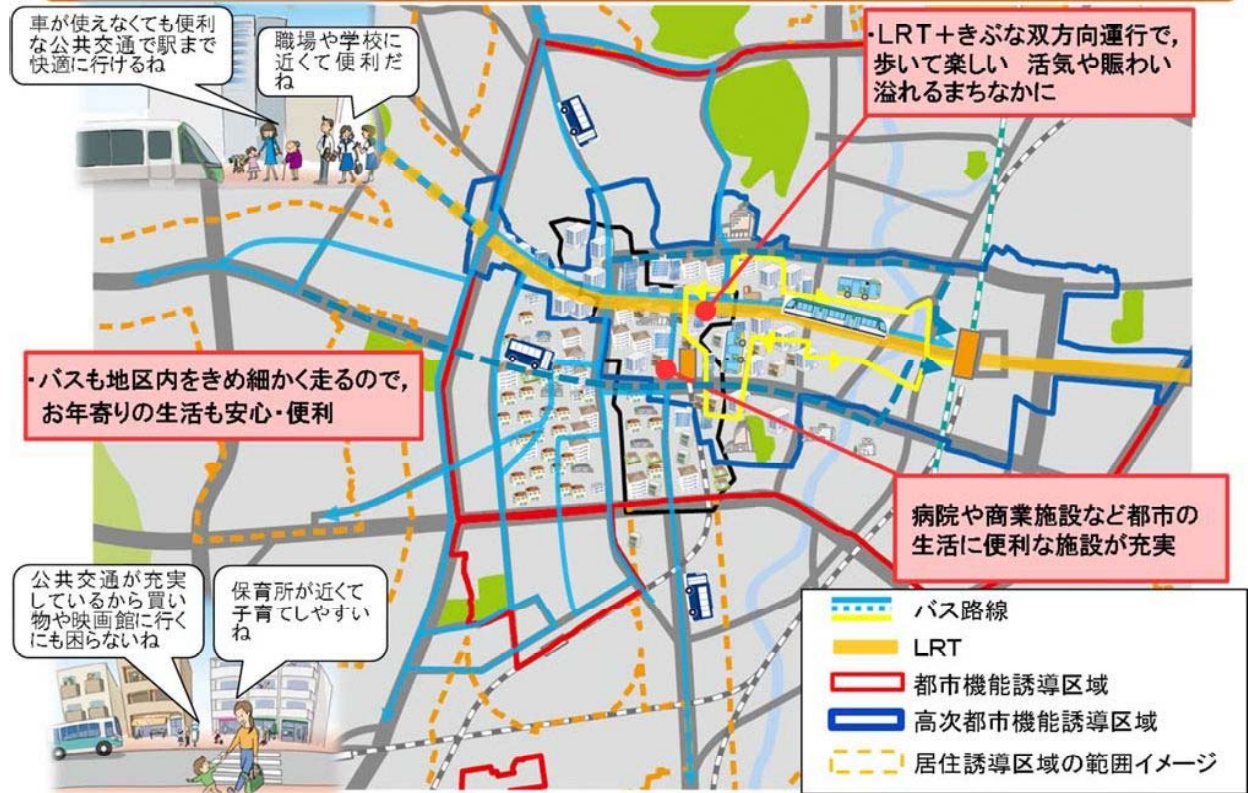 車が使えなくても便利
な公共交通で駅まで
快適に行けるね
職場や学校に
近くて便利だ
ね
・LRT+きぶな双方向運行で,
歩いて楽しい 活気や賑わい
溢れるまちなかに
・バスも地区内をきめ細かく走るので,
お年寄りの生活も安心・便利
病院や商業施設など都市の
生活に便利な施設が充実
公共交通が充実
しているから買い
物や映画館に行く
にも困らないね
保育所が近くて
子育てしやすい
ね
バス路線
LRT
都市機能誘導区域
高次都市機能誘導区域
居住誘導区域の範囲イメージ